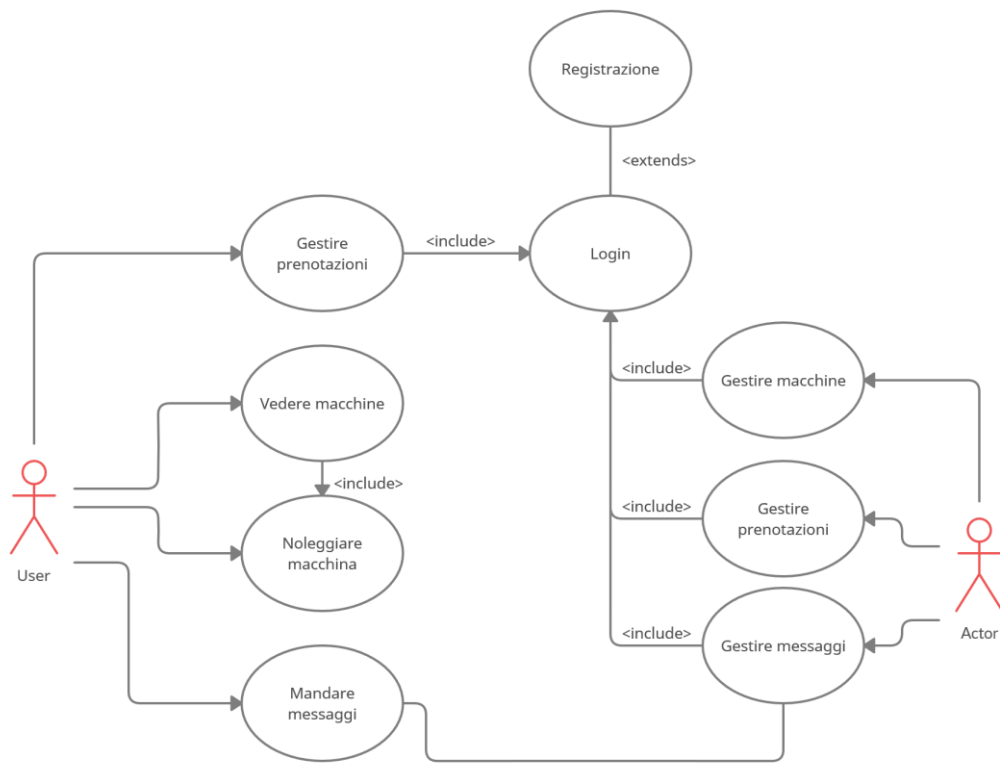 Registrazione
<extends>
Gestire
prenotazioni
<include>
Login
Vedere macchine
<include>
Gestire macchine
<include>
Noleggiare
macchina
<include>
Gestire
prenotazioni
User
<include>
Gestire messaggi
Actor
Mandare
messaggi